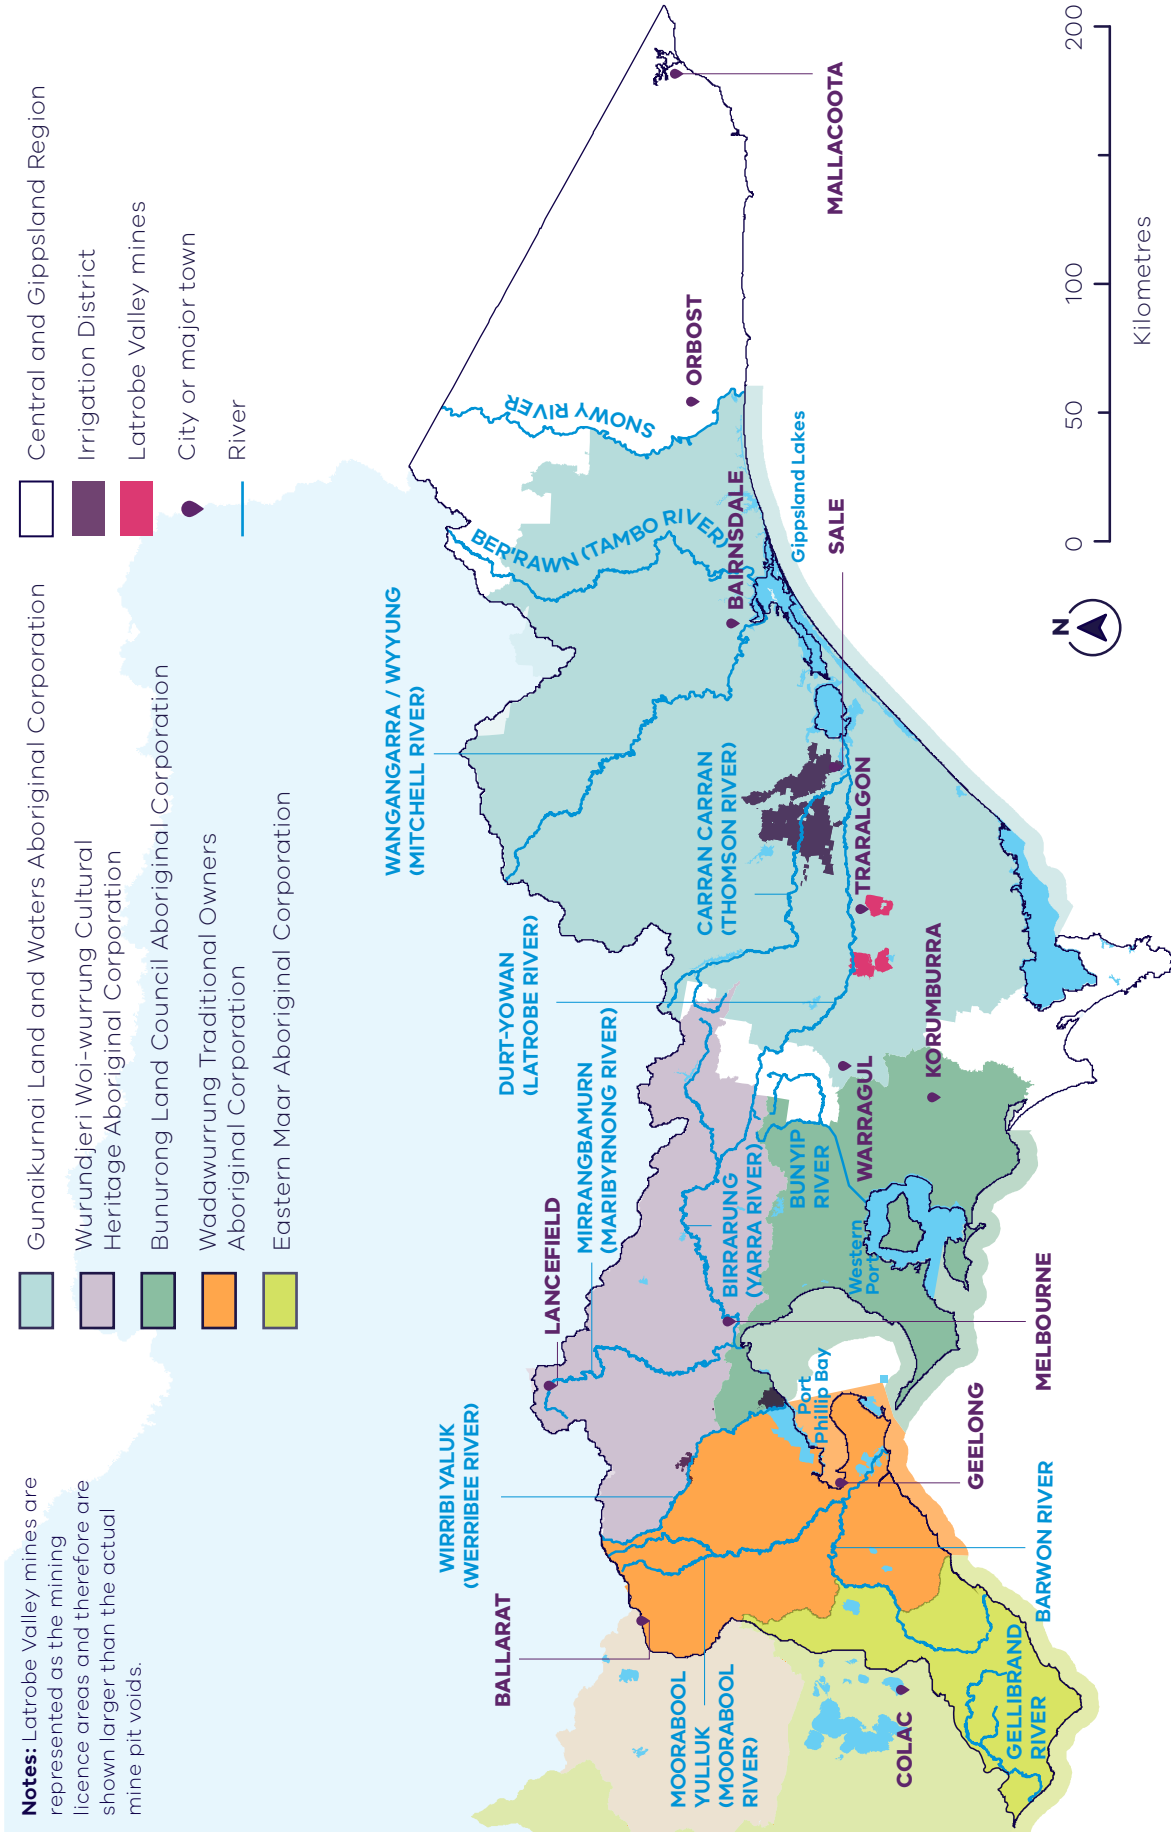 Notes: Latrobe Valley mines are
represented as the mining
licence areas and therefore are
shown larger than the actual
mine pit voids.
Gunaikurnai Land and Waters Aboriginal Corporation
Wurundjeri Woi-wurrung Cultural
Heritage Aboriginal Corporation
Bunurong Land Council Aboriginal Corporation
Wadawurrung Traditional Owners
Aboriginal Corporation
Eastern Maar Aboriginal Corporation
Central and Gippsland Region
Irrigation District
Latrobe Valley mines
City or major town
River
WANGANGARRA / WYYUNG
(MITCHELL RIVER)
WIRRIBI YALUK
(WERRIBEE RIVER)
BALLARAT
LANCEFIELD
MIRRANGBAMURN
(MARIBYRNONG RIVER)
DURT-YOWAN
(LATROBE RIVER)
BER'RAWN (TAMBO RIVER)
SNOWY RIVER
ORBOST
MALLACOOTA
MOORABOOL
YULLUK
(MOORABOOL
RIVER)
BIRRARUNG
(YARRA RIVER)
CARRAN CARRAN
(THOMSON RIVER)
BAIRNSDALE
Gippsland Lakes
SALE
BUNYIP
RIVER
Port
Phillip Bay
Western
Port
WARRAGUL
TRARALGON
KORUMBURRA
COLAC
GEELONG
MELBOURNE
GELLIBRAND
RIVER
BARWON RIVER
N
0
50
100
200
Kilometres